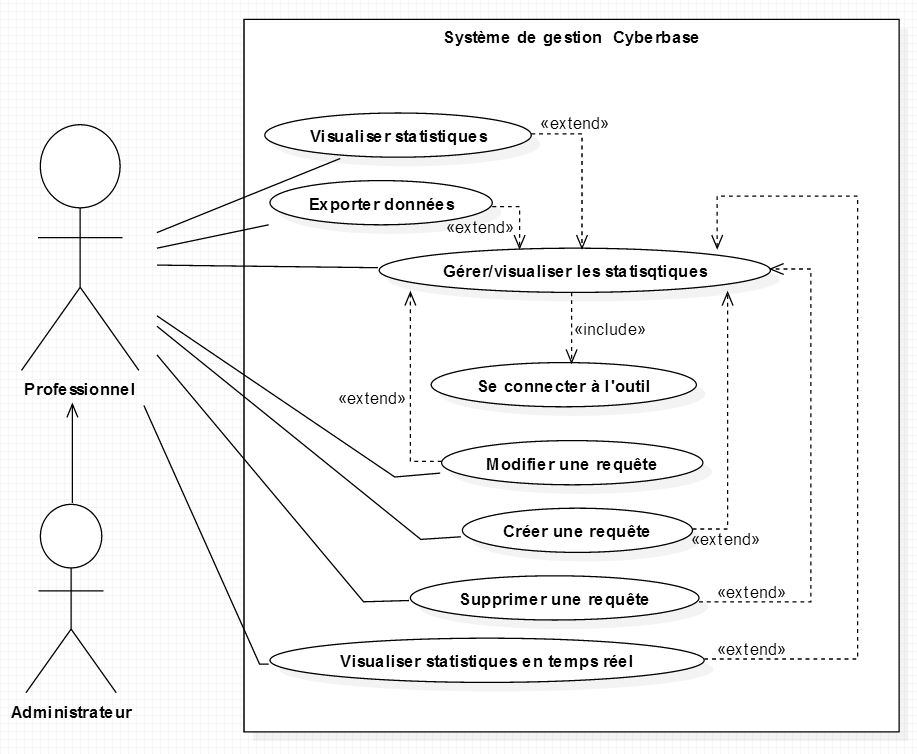 Système de gestion Cyberbase
Visualiser statistiques
«extend»
Exporter données
«extend»
Gérer/visualiser les statisqtiques
«include»
Se connecter à l'outil
Professionnel
«extend»
Modifier une requête
Créer une requête
«extend»
Supprimer une requête
«extend»
Visualiser statistiques en temps réel
«extend»
Administrateur